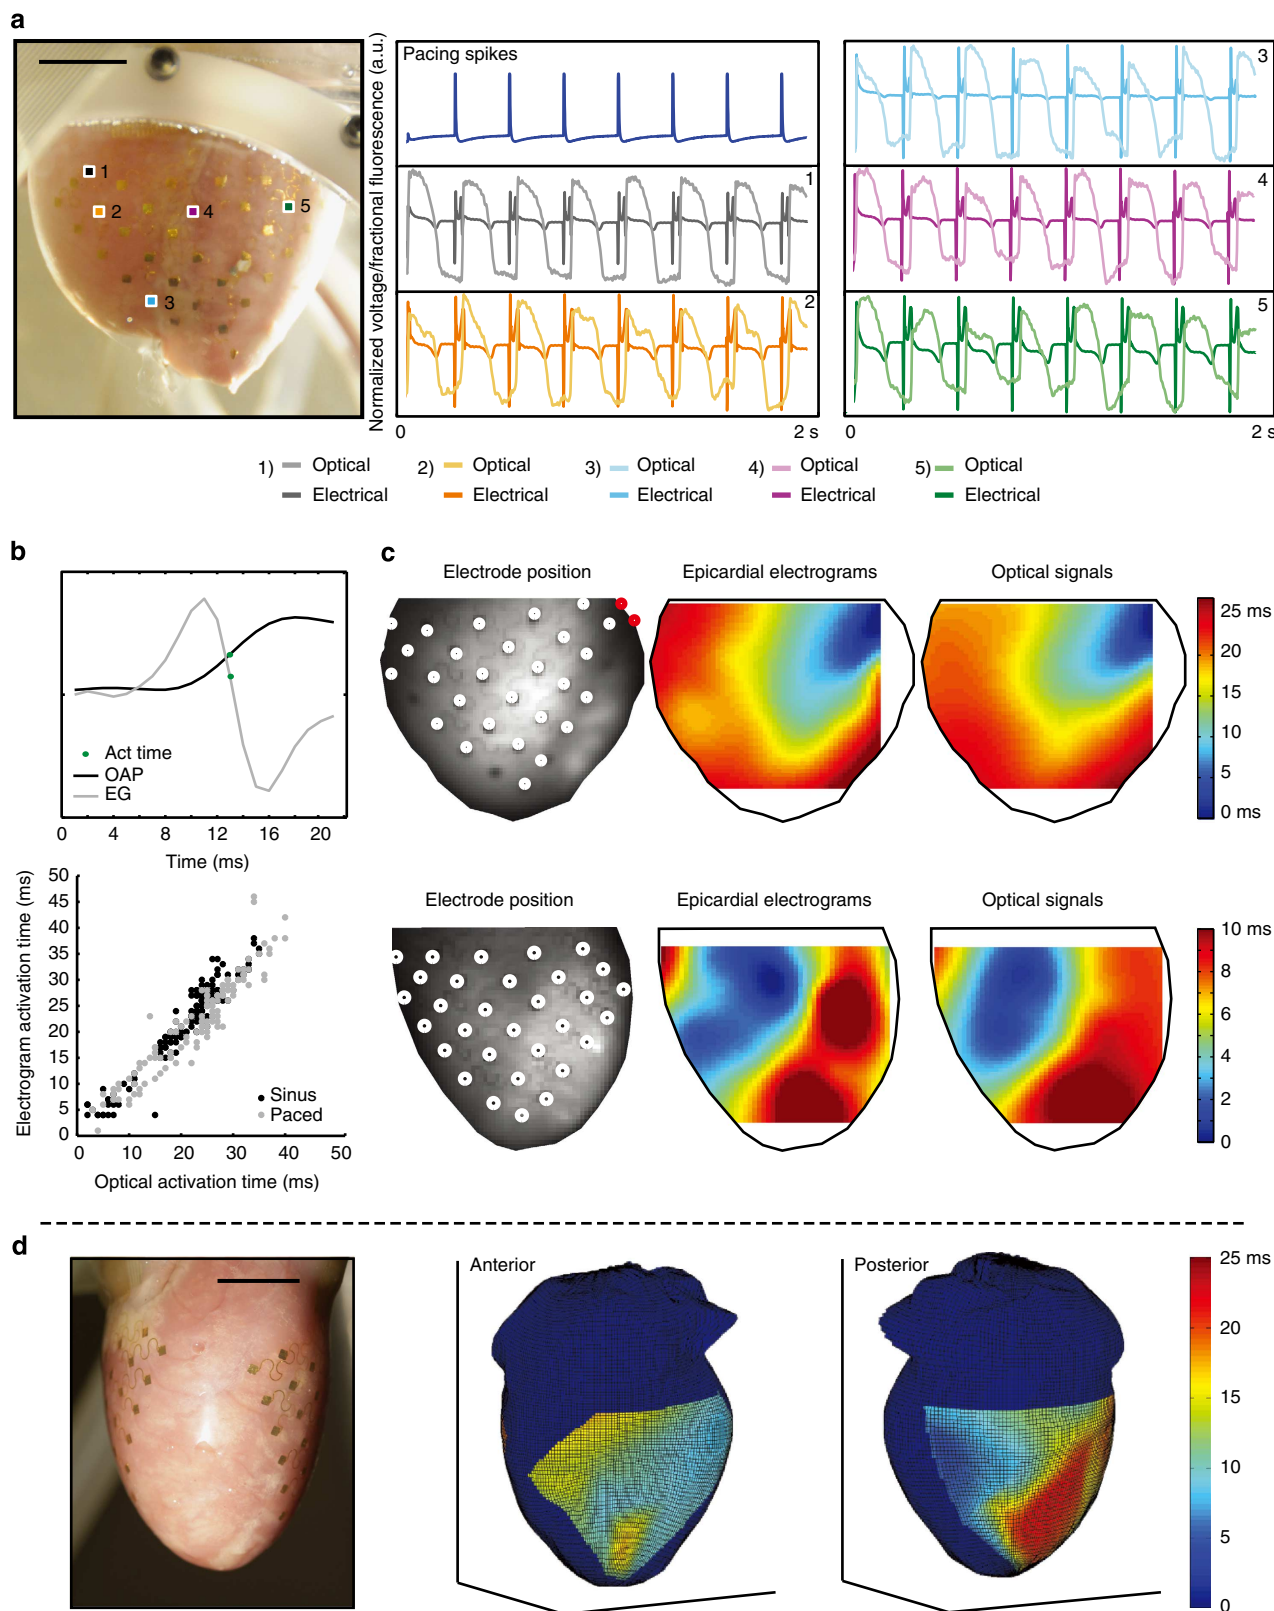 a
Normalized voltage/fractional fluorescence (a.u.)
Pacing spikes
1
2
3
4
5
1
2
3
4
5
0
2 s
0
2 s
1) Optical
Electrical
2) Optical
Electrical
3) Optical
Electrical
4) Optical
Electrical
5) Optical
Electrical
b
Act time
OAP
EG
0 4 8 12 16 20
Time (ms)
Electrogram activation time (ms)
50
45
40
35
30
25
20
15
10
5
0
Sinus
Paced
0 10 20 30 40 50
Optical activation time (ms)
c
Electrode position
Epicardial electrograms
Optical signals
25 ms
20
15
10
5
0 ms
Electrode position
Epicardial electrograms
Optical signals
10 ms
8
6
4
2
0
d
Anterior
Posterior
25 ms
20
15
10
5
0